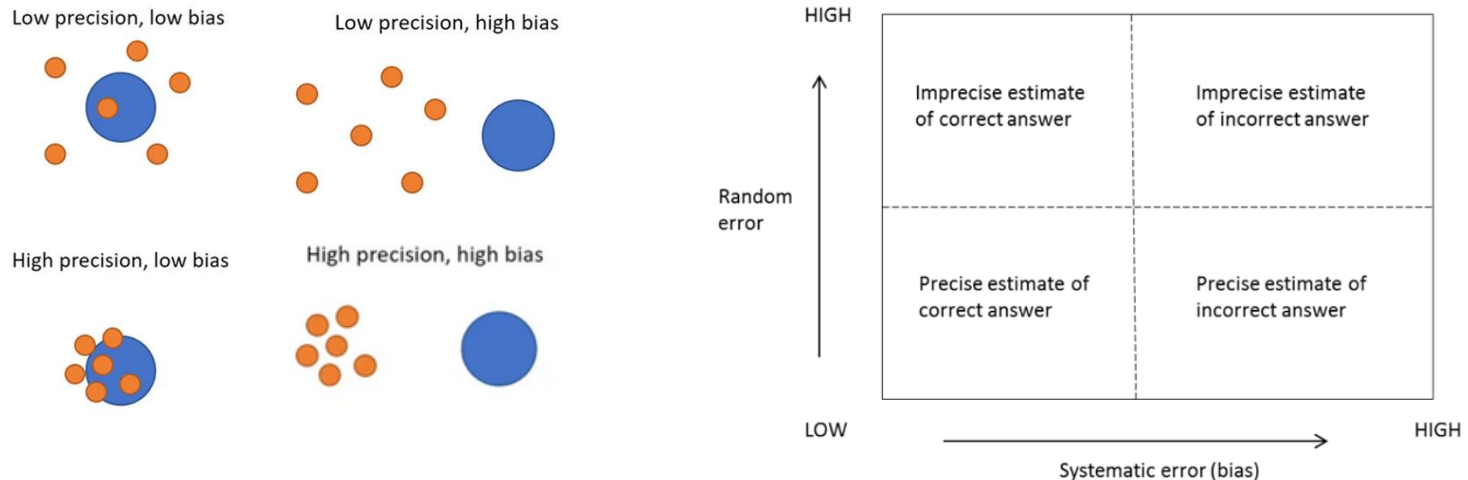 Low precision, low bias
Low precision, high bias
High precision, low bias
High precision, high bias
HIGH
Imprecise estimate
of correct answer
Imprecise estimate
of incorrect answer
Random
error
Precise estimate of
correct answer
Precise estimate of
incorrect answer
LOW
HIGH
Systematic error (bias)